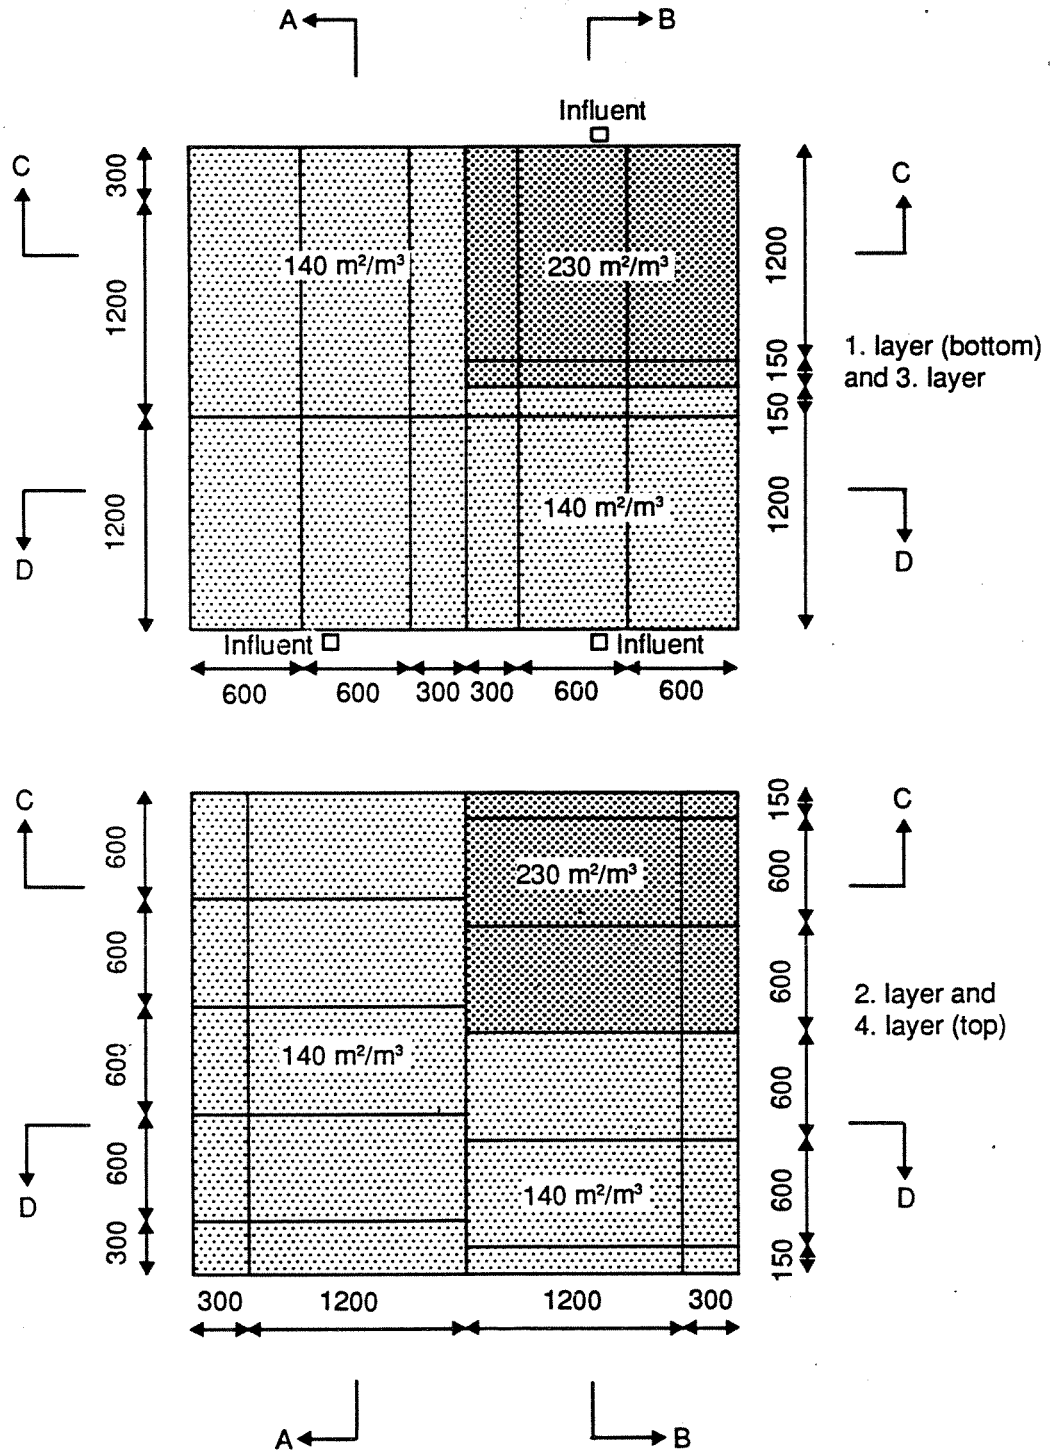 A
B
Influent
C
300
1200
1200
D
140 m²/m³
230 m²/m³
140 m²/m³
C
1200
150
150
1200
D
1. layer (bottom)
and 3. layer
Influent
Influent
600
600
300
300
600
600
C
600
600
600
600
300
D
230 m²/m³
140 m²/m³
140 m²/m³
150
600
600
600
600
150
C
D
2. layer and
4. layer (top)
300
1200
1200
300
A
B